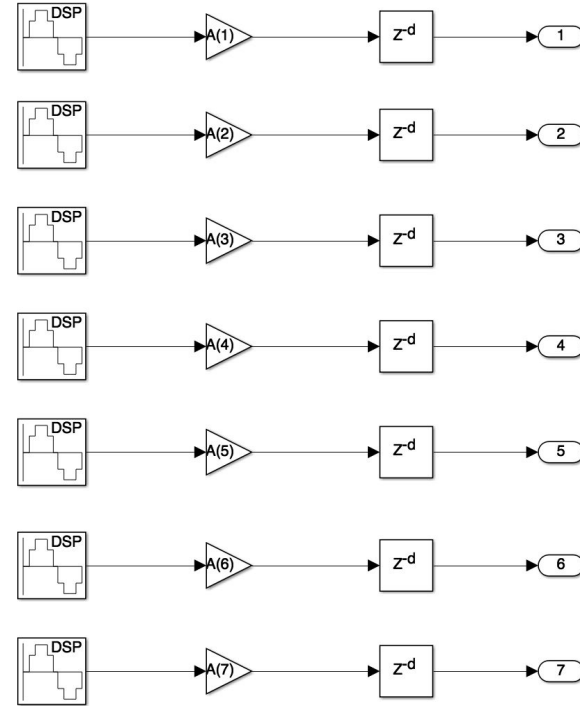 DSP A(1) z-d 1
DSP A(2) z-d 2
DSP A(3) z-d 3
DSP A(4) z-d 4
DSP A(5) z-d 5
DSP A(6) z-d 6
DSP A(7) z-d 7